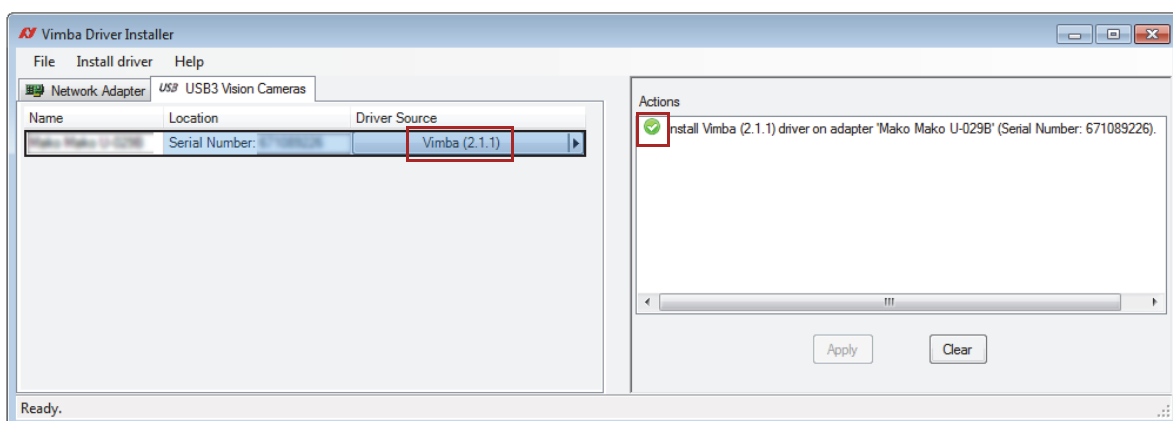 Vimba Driver Installer
File Install driver Help
Network Adapter USB USB3 Vision Cameras
Name Location Driver Source
Serial Number: Vimba (2.1.1)
Actions
nstall Vimba (2.1.1) driver on adapter 'Mako Mako U-029B' (Serial Number: 671089226).
Apply Clear
Ready.